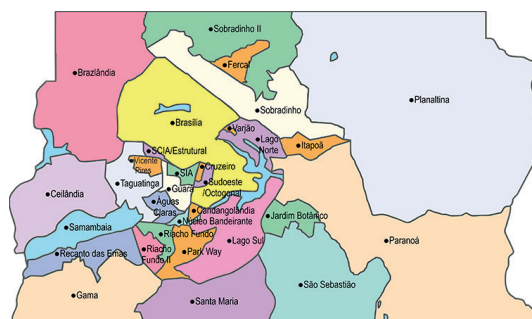 Sobradinho II
Fercal
Brazlândia
Planaltina
Sobradinho
Brasília
Varjão
Lago
Norte
Itapoã
SCIA/Estrutural
Vicente
Pires
SIA
Cruzeiro
Taguatinga
Sudoeste
/Octogonal
Guará
Ceilândia
Águas
Claras
Candangolândia
Núcleo Bandeirante
Jardim Botânico
Samambaia
Riacho Fundo
Lago Sul
Paranoá
Recanto das Emas
Riacho
Fundo II
Park Way
São Sebastião
Gama
Santa Maria